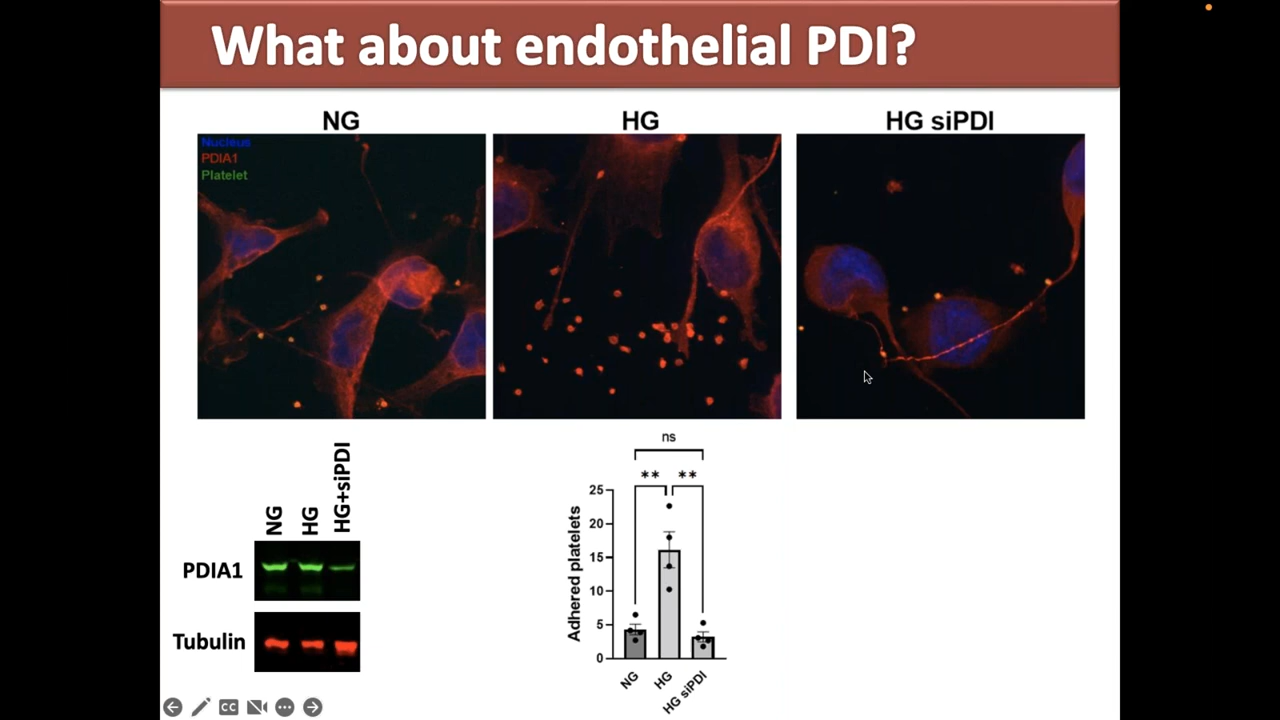 What about endothelial PDI?
NG
HG
HG siPDI
Nucleus
PDIA1
Platelet
NG
HG
HG+siPDI
PDIA1
Tubulin
ns
**
**
Adhered platelets
25
20
15
10
5
0
NG
HG
HG siPDI
CC